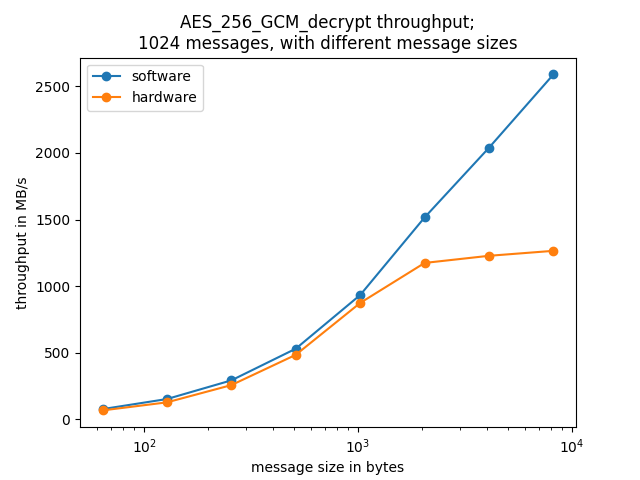 AES_256_GCM_decrypt throughput;
1024 messages, with different message sizes
software
hardware
2500
2000
1500
1000
500
0
throughput in MB/s
10²
10³
10⁴
message size in bytes